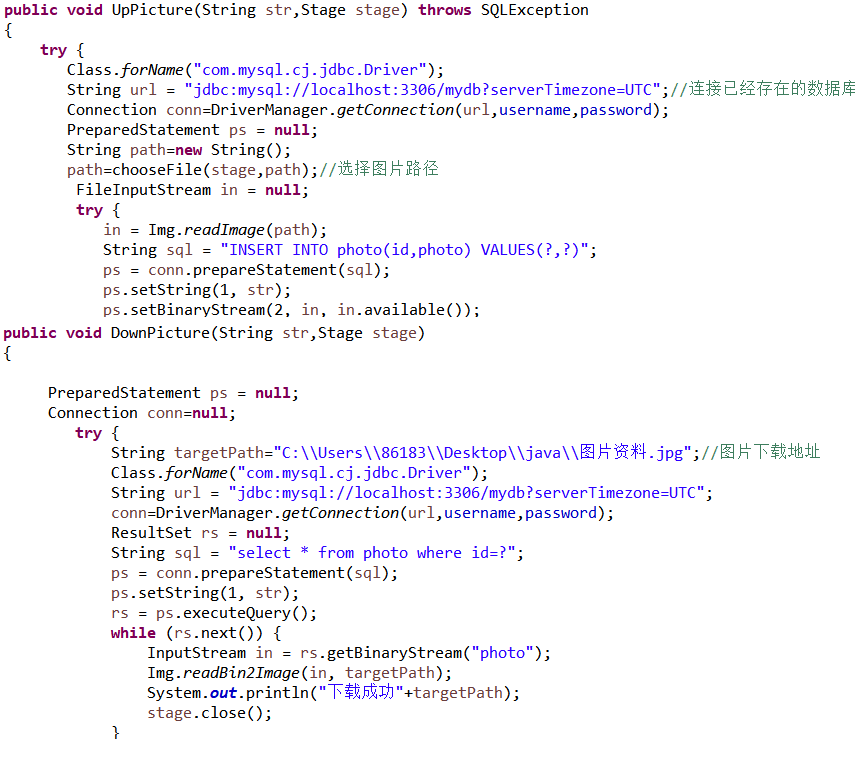 public void UpPicture(String str,Stage stage) throws SQLException
{
try {
Class.forName("com.mysql.cj.jdbc.Driver");
String url = "jdbc:mysql://localhost:3306/mydb?serverTimezone=UTC";//连接已经存在的数据库
Connection conn=DriverManager.getConnection(url,username,password);
PreparedStatement ps = null;
String path=new String();
path=chooseFile(stage,path);//选择图片路径
FileInputStream in = null;
try {
in = Img.readImage(path);
String sql = "INSERT INTO photo(id,photo) VALUES(?,?)";
ps = conn.prepareStatement(sql);
ps.setString(1, str);
ps.setBinaryStream(2, in, in.available());
public void DownPicture(String str,Stage stage)
{
PreparedStatement ps = null;
Connection conn=null;
try {
String targetPath="C:\\Users\\86183\\Desktop\\java\\图片资料.jpg";//图片下载地址
Class.forName("com.mysql.cj.jdbc.Driver");
String url = "jdbc:mysql://localhost:3306/mydb?serverTimezone=UTC";
conn=DriverManager.getConnection(url,username,password);
ResultSet rs = null;
String sql = "select * from photo where id=?";
ps = conn.prepareStatement(sql);
ps.setString(1, str);
rs = ps.executeQuery();
while (rs.next()) {
InputStream in = rs.getBinaryStream("photo");
Img.readBin2Image(in, targetPath);
System.out.println("下载成功"+targetPath);
stage.close();
}